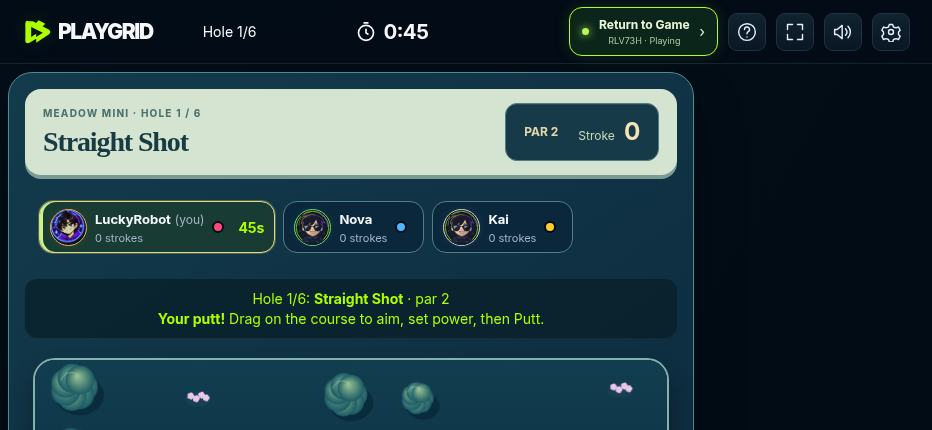 PLAYGRID
Hole 1/6
0:45
Return to Game
RLV73H · Playing
MEADOW MINI · HOLE 1 / 6
Straight Shot
PAR 2
Stroke 0
LuckyRobot (you)
0 strokes
45s
Nova
0 strokes
Kai
0 strokes
Hole 1/6: Straight Shot · par 2
Your putt! Drag on the course to aim, set power, then Putt.